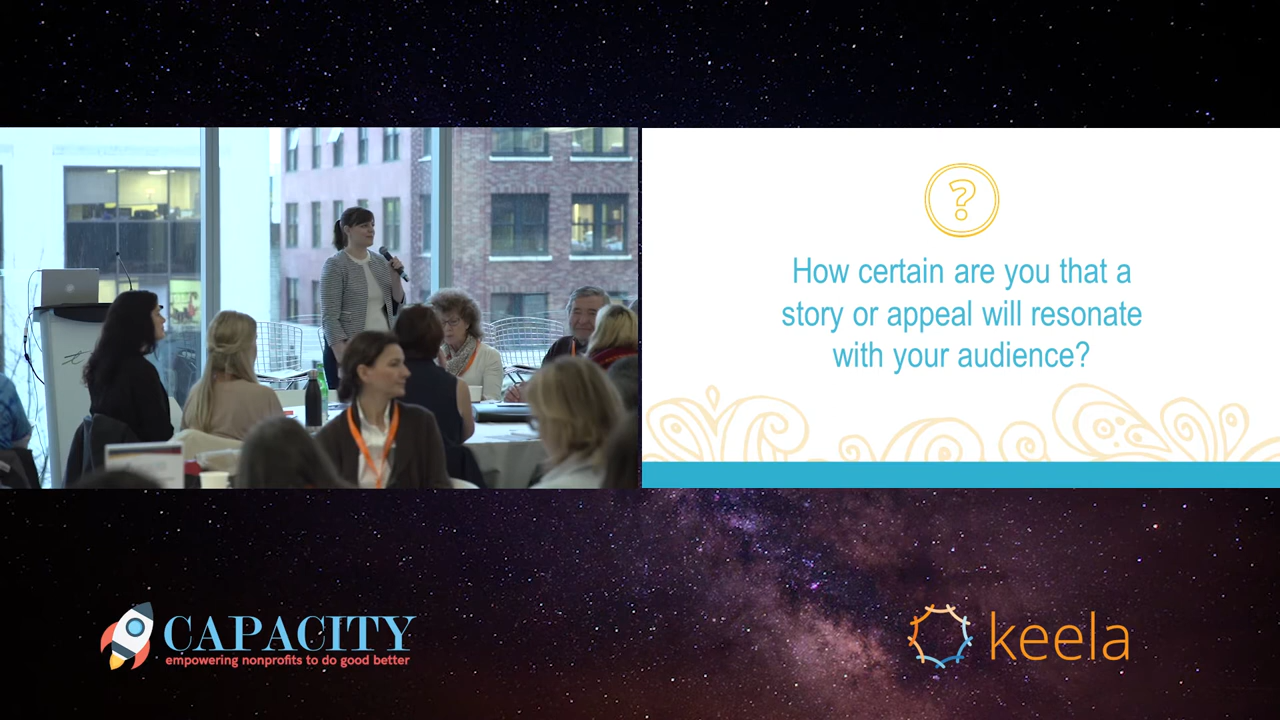 ?
How certain are you that a
story or appeal will resonate
with your audience?
CAPACITY
empowering nonprofits to do good better
keela